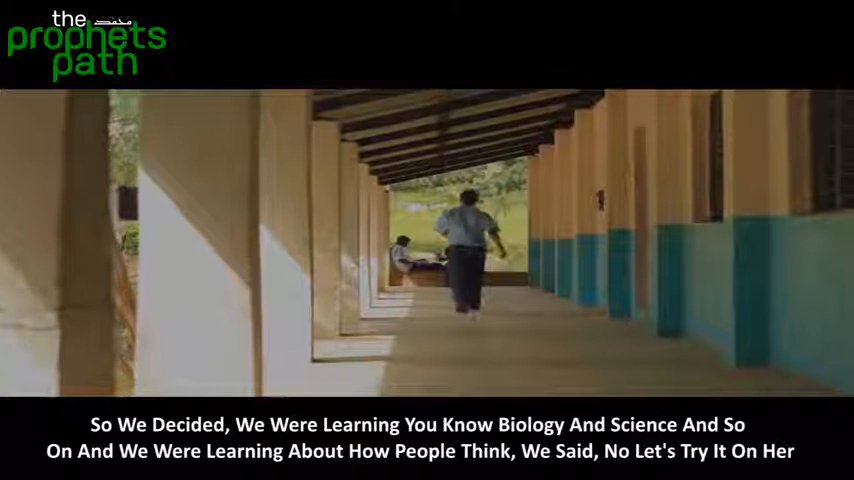 the محمد
prophets
path
So We Decided, We Were Learning You Know Biology And Science And So
On And We Were Learning About How People Think, We Said, No Let's Try It On Her